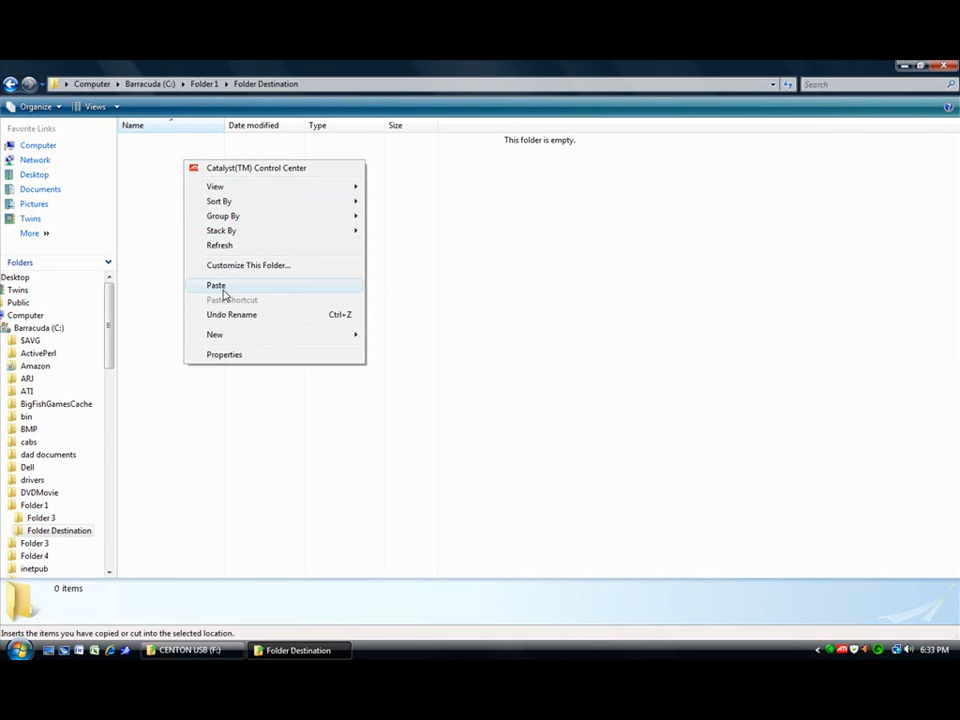 Computer ▸ Barracuda (C:) ▸ Folder1 ▸ Folder Destination
Search
Organize
Views
Favorite Links
Computer
Network
Desktop
Documents
Pictures
Twins
More »
Folders
Desktop
Twins
Public
Computer
Barracuda (C:)
$AVG
ActivePerl
Amazon
ARJ
ATI
BigFishGamesCache
bin
BMP
cabs
dad documents
Dell
drivers
DVDMovie
Folder 1
Folder 3
Folder Destination
Folder 3
Folder 4
inetpub
Name Date modified Type Size
This folder is empty.
Catalyst(TM) Control Center
View
Sort By
Group By
Stack By
Refresh
Customize This Folder...
Paste
Paste Shortcut
Undo Rename Ctrl+Z
New
Properties
0 items
Inserts the items you have copied or cut into the selected location.
CENTON USB (F:)
Folder Destination
6:33 PM